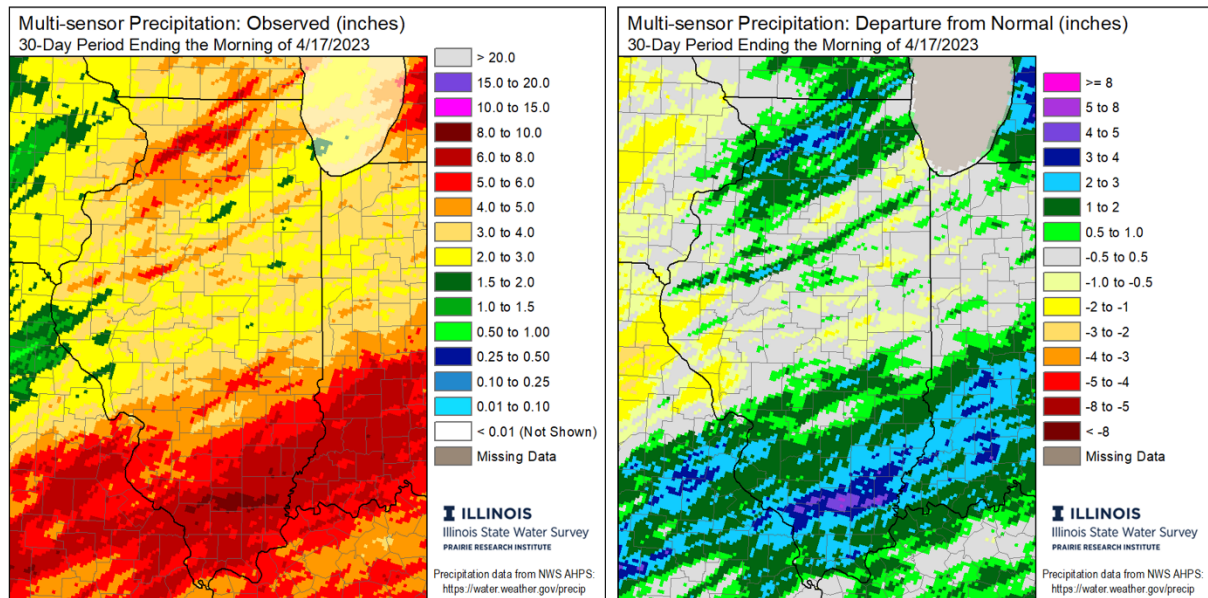 Multi-sensor Precipitation: Observed (inches)
30-Day Period Ending the Morning of 4/17/2023
> 20.0
15.0 to 20.0
10.0 to 15.0
8.0 to 10.0
6.0 to 8.0
5.0 to 6.0
4.0 to 5.0
3.0 to 4.0
2.0 to 3.0
1.5 to 2.0
1.0 to 1.5
0.50 to 1.00
0.25 to 0.50
0.10 to 0.25
0.01 to 0.10
< 0.01 (Not Shown)
Missing Data
I ILLINOIS
Illinois State Water Survey
PRAIRIE RESEARCH INSTITUTE
Precipitation data from NWS AHPS:
https://water.weather.gov/precip
Multi-sensor Precipitation: Departure from Normal (inches)
30-Day Period Ending the Morning of 4/17/2023
>= 8
5 to 8
4 to 5
3 to 4
2 to 3
1 to 2
0.5 to 1.0
-0.5 to 0.5
-1.0 to -0.5
-2 to -1
-3 to -2
-4 to -3
-5 to -4
-8 to -5
< -8
Missing Data
I ILLINOIS
Illinois State Water Survey
PRAIRIE RESEARCH INSTITUTE
Precipitation data from NWS AHPS:
https://water.weather.gov/precip